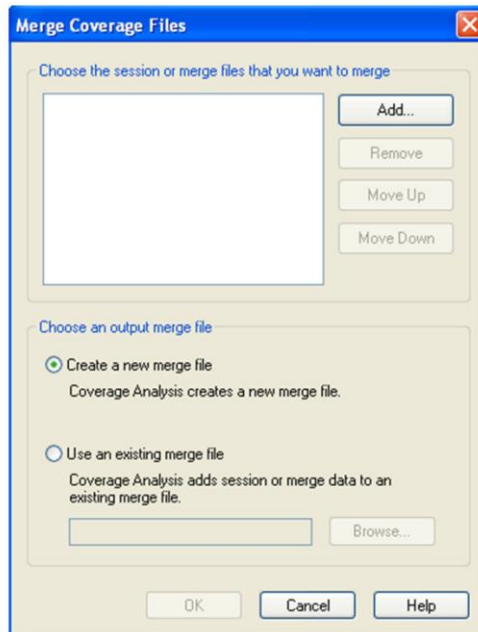 Merge Coverage Files
Choose the session or merge files that you want to merge
Add...
Remove
Move Up
Move Down
Choose an output merge file
Create a new merge file
Coverage Analysis creates a new merge file.
Use an existing merge file
Coverage Analysis adds session or merge data to an
existing merge file.
Browse...
OK
Cancel
Help